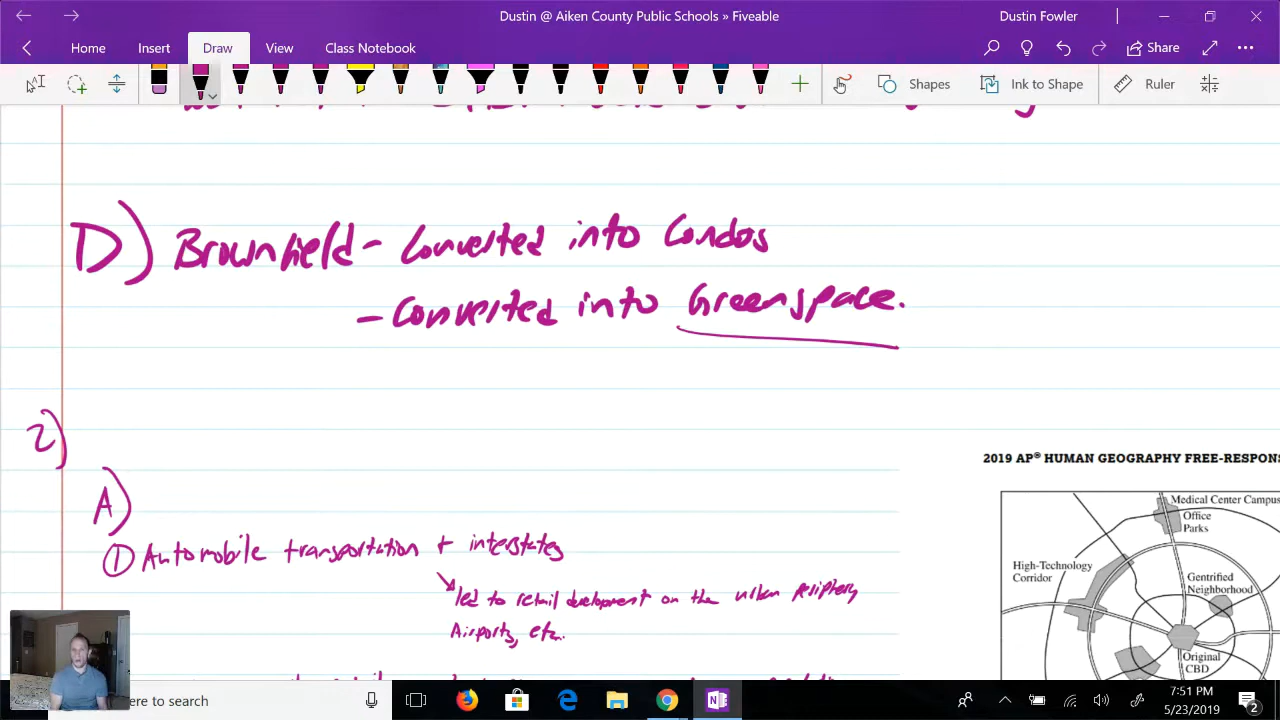 Dustin @ Aiken County Public Schools » Fiveable
Dustin Fowler
Home Insert Draw View Class Notebook
Share
Shapes Ink to Shape Ruler
D) Brownfield - Converted into Condos
- Converted into Greenspace.
2)
A)
① Automobile transportation + interstates
led to retail development on the urban periphery
Airports, etc.
2019 AP® HUMAN GEOGRAPHY FREE-RESPON
Medical Center Campus
Office
Parks
High-Technology
Corridor
Gentrified
Neighborhood
Original
CBD
here to search
7:51 PM
5/23/2019
2